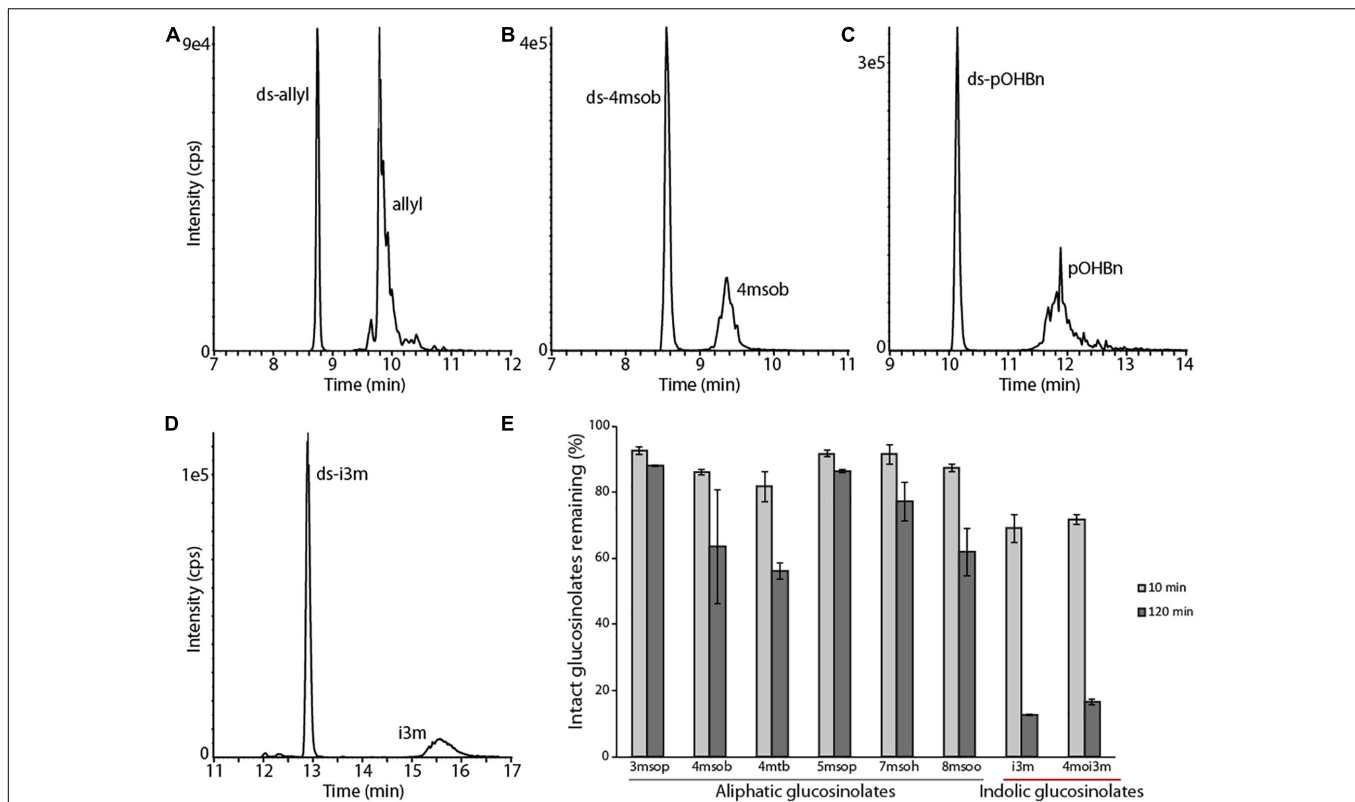 A
9e4
ds-allyl
allyl
Intensity (cps)
0
7 8 9 10 11 12
Time (min)
B
4e5
ds-4msob
4msob
0
7 8 9 10 11
Time (min)
C
3e5
ds-pOHBn
pOHBn
0
9 10 11 12 13 14
Time (min)
D
1e5
ds-i3m
i3m
Intensity (cps)
0
11 12 13 14 15 16 17
Time (min)
E
Intact glucosinolates remaining (%)
100
80
60
40
20
0
3msop 4msob 4mtb 5msop 7msoh 8msoo i3m 4moi3m
Aliphatic glucosinolates Indolic glucosinolates
10 min
120 min